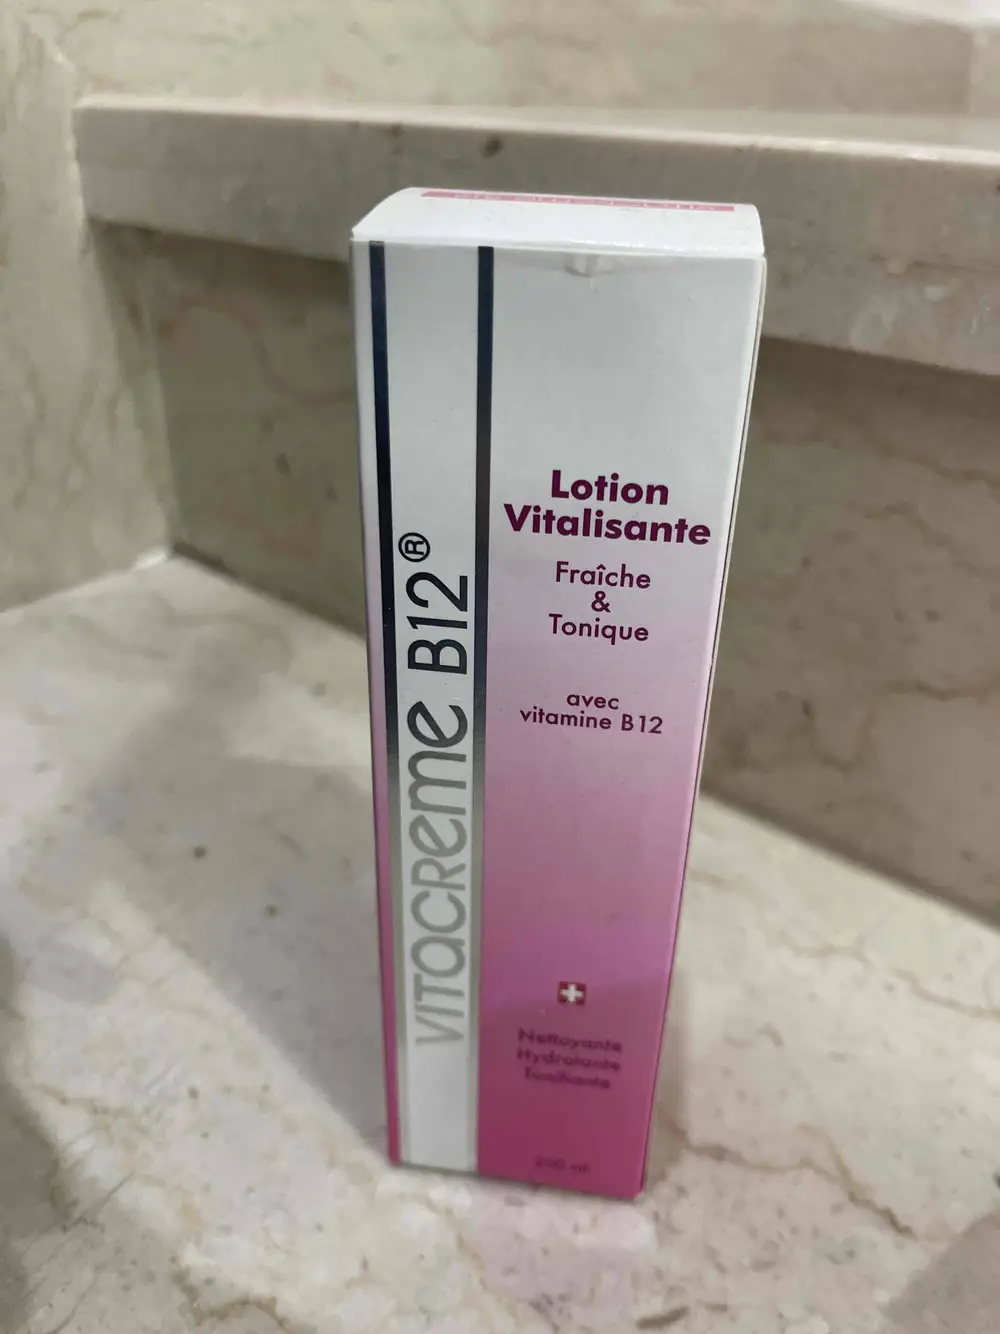 VITACREME B12®
Lotion
Vitalisante
Fraîche
&
Tonique
avec
vitamine B12
Nettoyante
Hydratante
Tonifiante